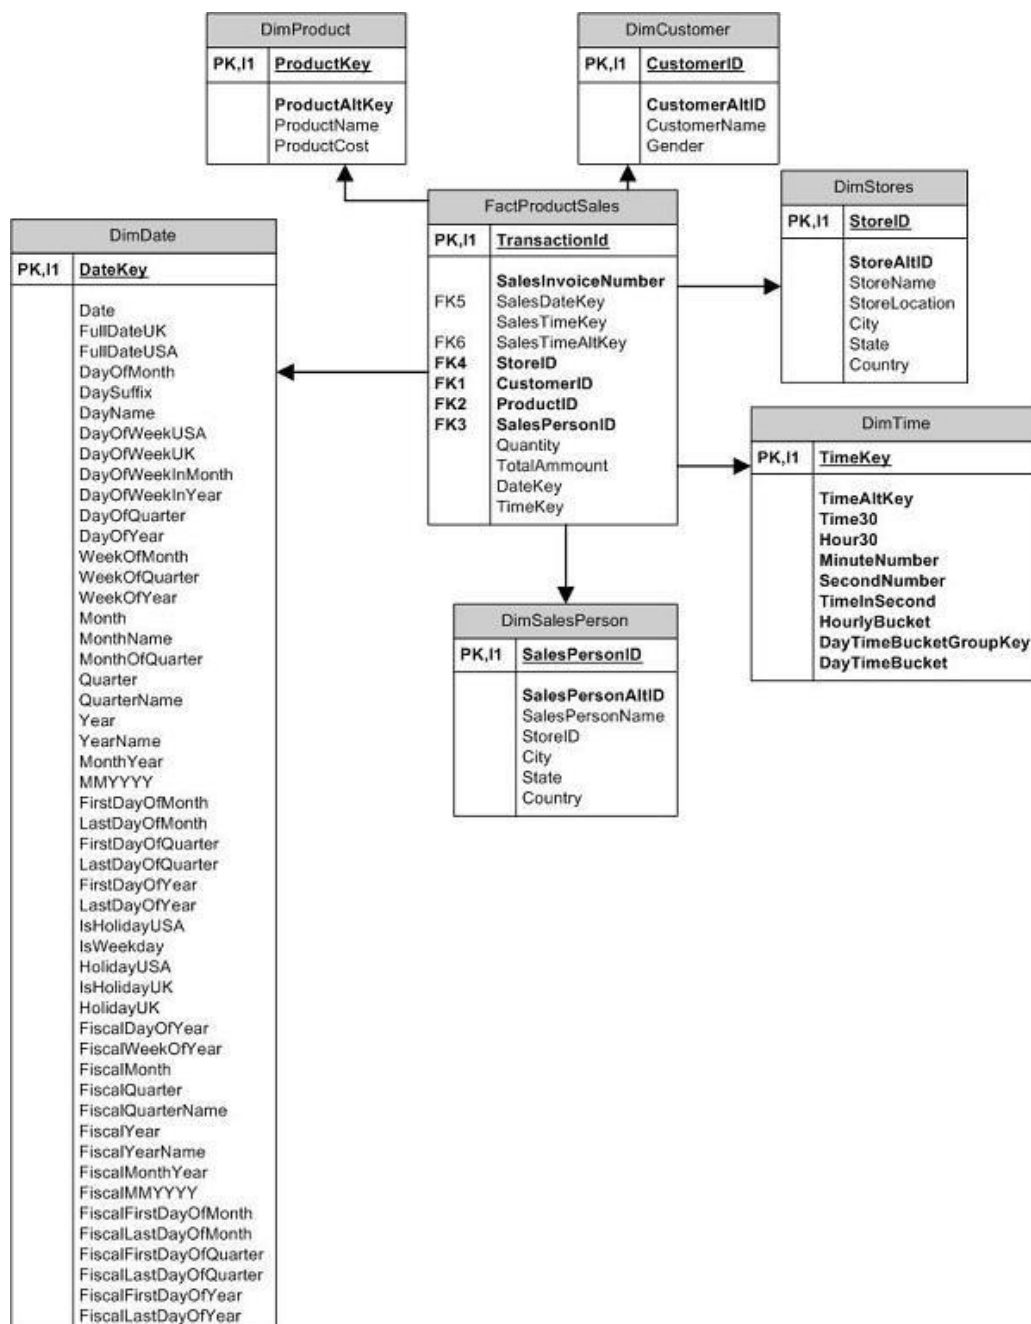 DimProduct
PK,I1 ProductKey
ProductAltKey
ProductName
ProductCost
DimCustomer
PK,I1 CustomerID
CustomerAltID
CustomerName
Gender
FactProductSales
PK,I1 TransactionId
SalesInvoiceNumber
FK5 SalesDateKey
SalesTimeKey
FK6 SalesTimeAltKey
FK4 StoreID
FK1 CustomerID
FK2 ProductID
FK3 SalesPersonID
Quantity
TotalAmmount
DateKey
TimeKey
DimStores
PK,I1 StoreID
StoreAltID
StoreName
StoreLocation
City
State
Country
DimDate
PK,I1 DateKey
Date
FullDateUK
FullDateUSA
DayOfMonth
DaySuffix
DayName
DayOfWeekUSA
DayOfWeekUK
DayOfWeekInMonth
DayOfWeekInYear
DayOfQuarter
DayOfYear
WeekOfMonth
WeekOfQuarter
WeekOfYear
Month
MonthName
MonthOfQuarter
Quarter
QuarterName
Year
YearName
MonthYear
MMYYYY
FirstDayOfMonth
LastDayOfMonth
FirstDayOfQuarter
LastDayOfQuarter
FirstDayOfYear
LastDayOfYear
IsHolidayUSA
IsWeekday
HolidayUSA
IsHolidayUK
HolidayUK
FiscalDayOfYear
FiscalWeekOfYear
FiscalMonth
FiscalQuarter
FiscalQuarterName
FiscalYear
FiscalYearName
FiscalMonthYear
FiscalMMYYYY
FiscalFirstDayOfMonth
FiscalLastDayOfMonth
FiscalFirstDayOfQuarter
FiscalLastDayOfQuarter
FiscalFirstDayOfYear
FiscalLastDayOfYear
DimTime
PK,I1 TimeKey
TimeAltKey
Time30
Hour30
MinuteNumber
SecondNumber
TimeInSecond
HourlyBucket
DayTimeBucketGroupKey
DayTimeBucket
DimSalesPerson
PK,I1 SalesPersonID
SalesPersonAltID
SalesPersonName
StoreID
City
State
Country